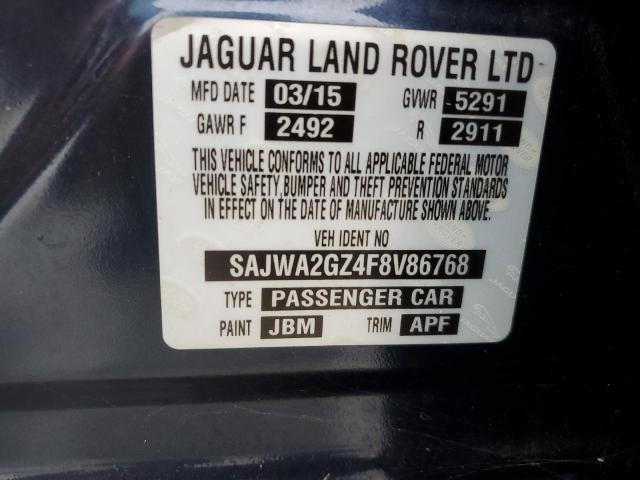 JAGUAR LAND ROVER LTD
MFD DATE 03/15 GVWR 5291
GAWR F 2492 R 2911
THIS VEHICLE CONFORMS TO ALL APPLICABLE FEDERAL MOTOR
VEHICLE SAFETY,BUMPER AND THEFT PREVENTION STANDARDS
IN EFFECT ON THE DATE OF MANUFACTURE SHOWN ABOVE.
VEH IDENT NO
SAJWA2GZ4F8V86768
TYPE PASSENGER CAR
PAINT JBM TRIM APF